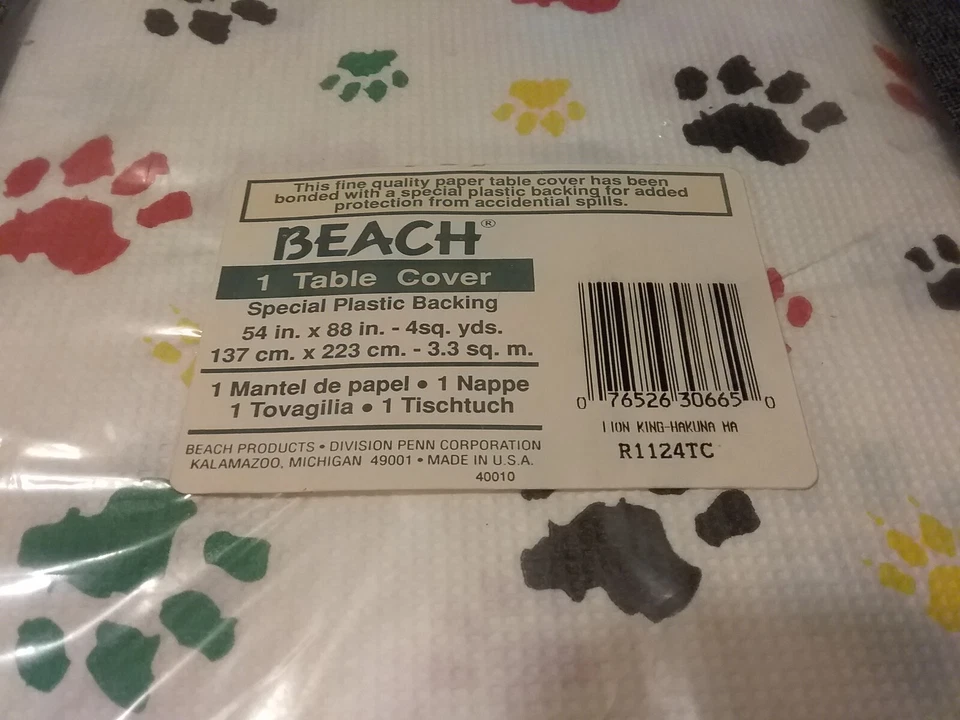 This fine quality paper table cover has been
bonded with a special plastic backing for added
protection from accidential spills.
BEACH®
1 Table Cover
Special Plastic Backing
54 in. x 88 in. - 4sq. yds.
137 cm. x 223 cm. - 3.3 sq. m.
1 Mantel de papel • 1 Nappe
1 Tovagilia • 1 Tischtuch
BEACH PRODUCTS • DIVISION PENN CORPORATION
KALAMAZOO, MICHIGAN 49001 • MADE IN U.S.A.
40010
0 76526 30665 0
LION KING-HAKUNA MA
R1124TC